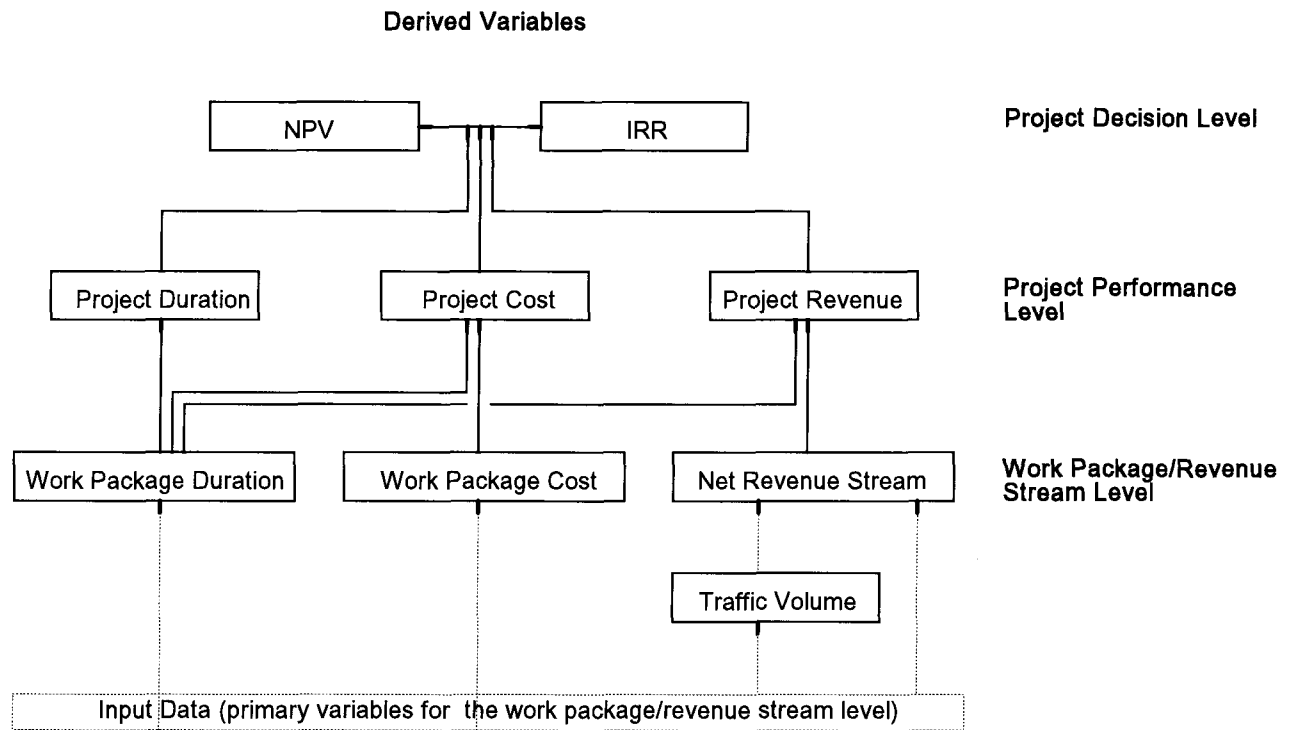 Derived Variables
NPV
IRR
Project Decision Level
Project Duration
Project Cost
Project Revenue
Project Performance
Level
Work Package Duration
Work Package Cost
Net Revenue Stream
Work Package/Revenue
Stream Level
Traffic Volume
Input Data (primary variables for the work package/revenue stream level)